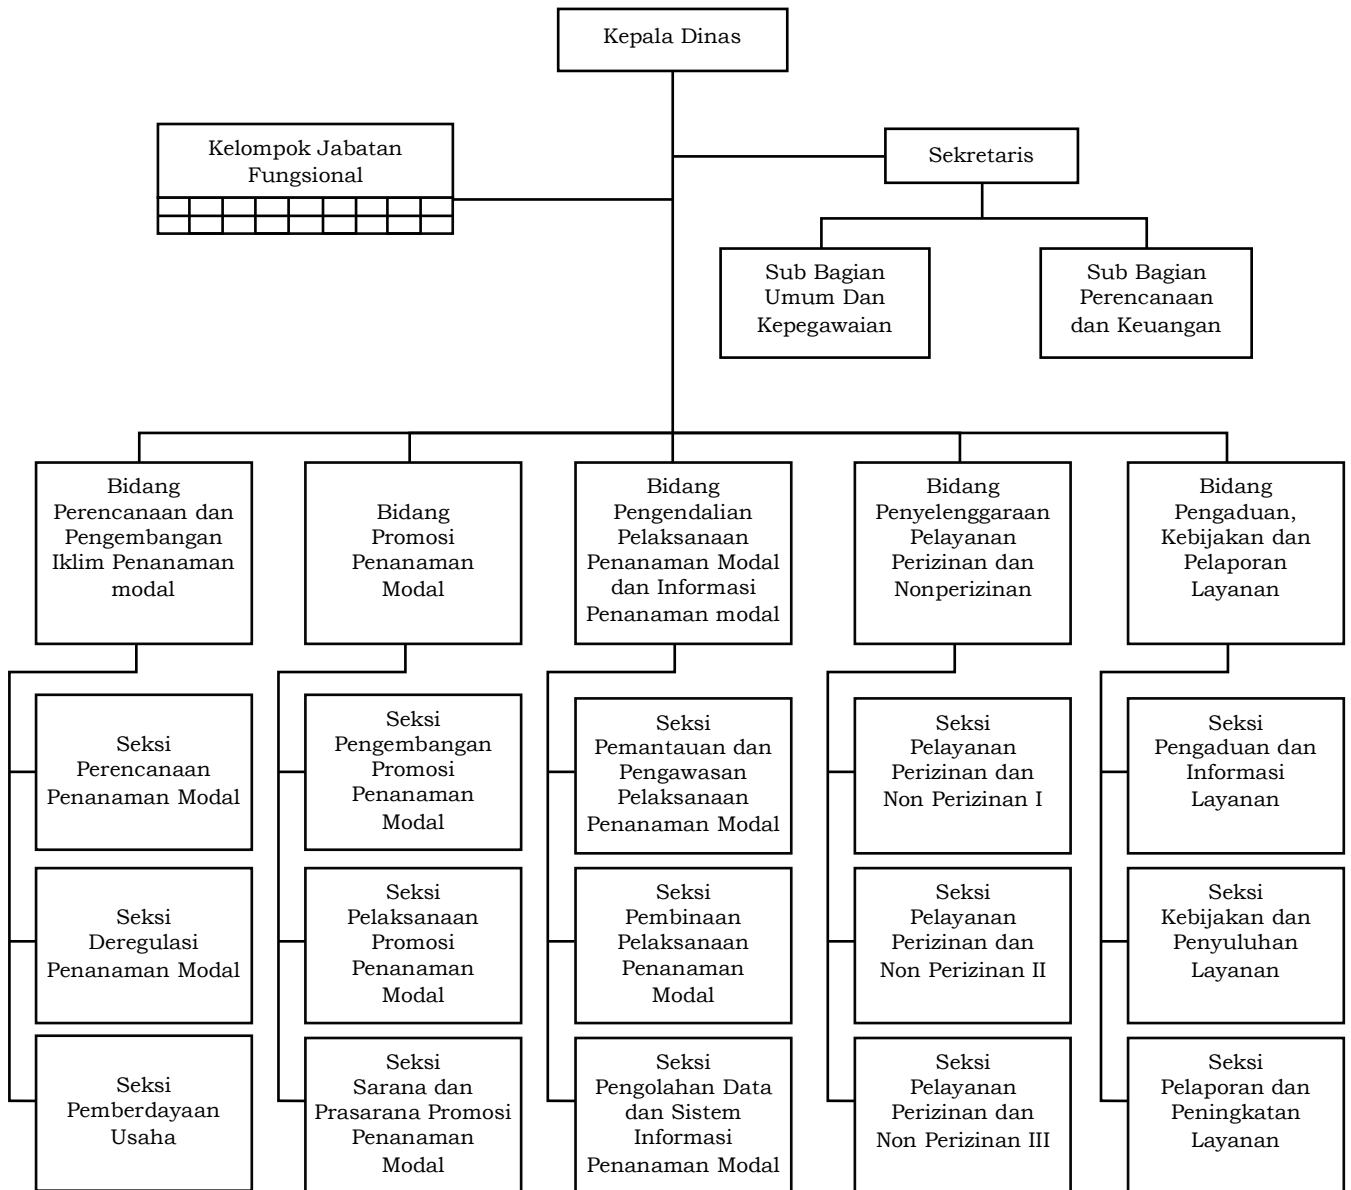 Kepala Dinas
Kelompok Jabatan
Fungsional
Sekretaris
Sub Bagian
Umum Dan
Kepegawaian
Sub Bagian
Perencanaan
dan Keuangan
Bidang
Perencanaan dan
Pengembangan
Iklim Penanaman
modal
Bidang
Promosi
Penanaman
Modal
Bidang
Pengendalian
Pelaksanaan
Penanaman Modal
dan Informasi
Penanaman modal
Bidang
Penyelenggaraan
Pelayanan
Perizinan dan
Nonperizinan
Bidang
Pengaduan,
Kebijakan dan
Pelaporan
Layanan
Seksi
Perencanaan
Penanaman Modal
Seksi
Pengembangan
Promosi
Penanaman
Modal
Seksi
Pemantauan dan
Pengawasan
Pelaksanaan
Penanaman Modal
Seksi
Pelayanan
Perizinan dan
Non Perizinan I
Seksi
Pengaduan dan
Informasi
Layanan
Seksi
Deregulasi
Penanaman Modal
Seksi
Pelaksanaan
Promosi
Penanaman
Modal
Seksi
Pembinaan
Pelaksanaan
Penanaman
Modal
Seksi
Pelayanan
Perizinan dan
Non Perizinan II
Seksi
Kebijakan dan
Penyuluhan
Layanan
Seksi
Pemberdayaan
Usaha
Seksi
Sarana dan
Prasarana Promosi
Penanaman
Modal
Seksi
Pengolahan Data
dan Sistem
Informasi
Penanaman Modal
Seksi
Pelayanan
Perizinan dan
Non Perizinan III
Seksi
Pelaporan dan
Peningkatan
Layanan